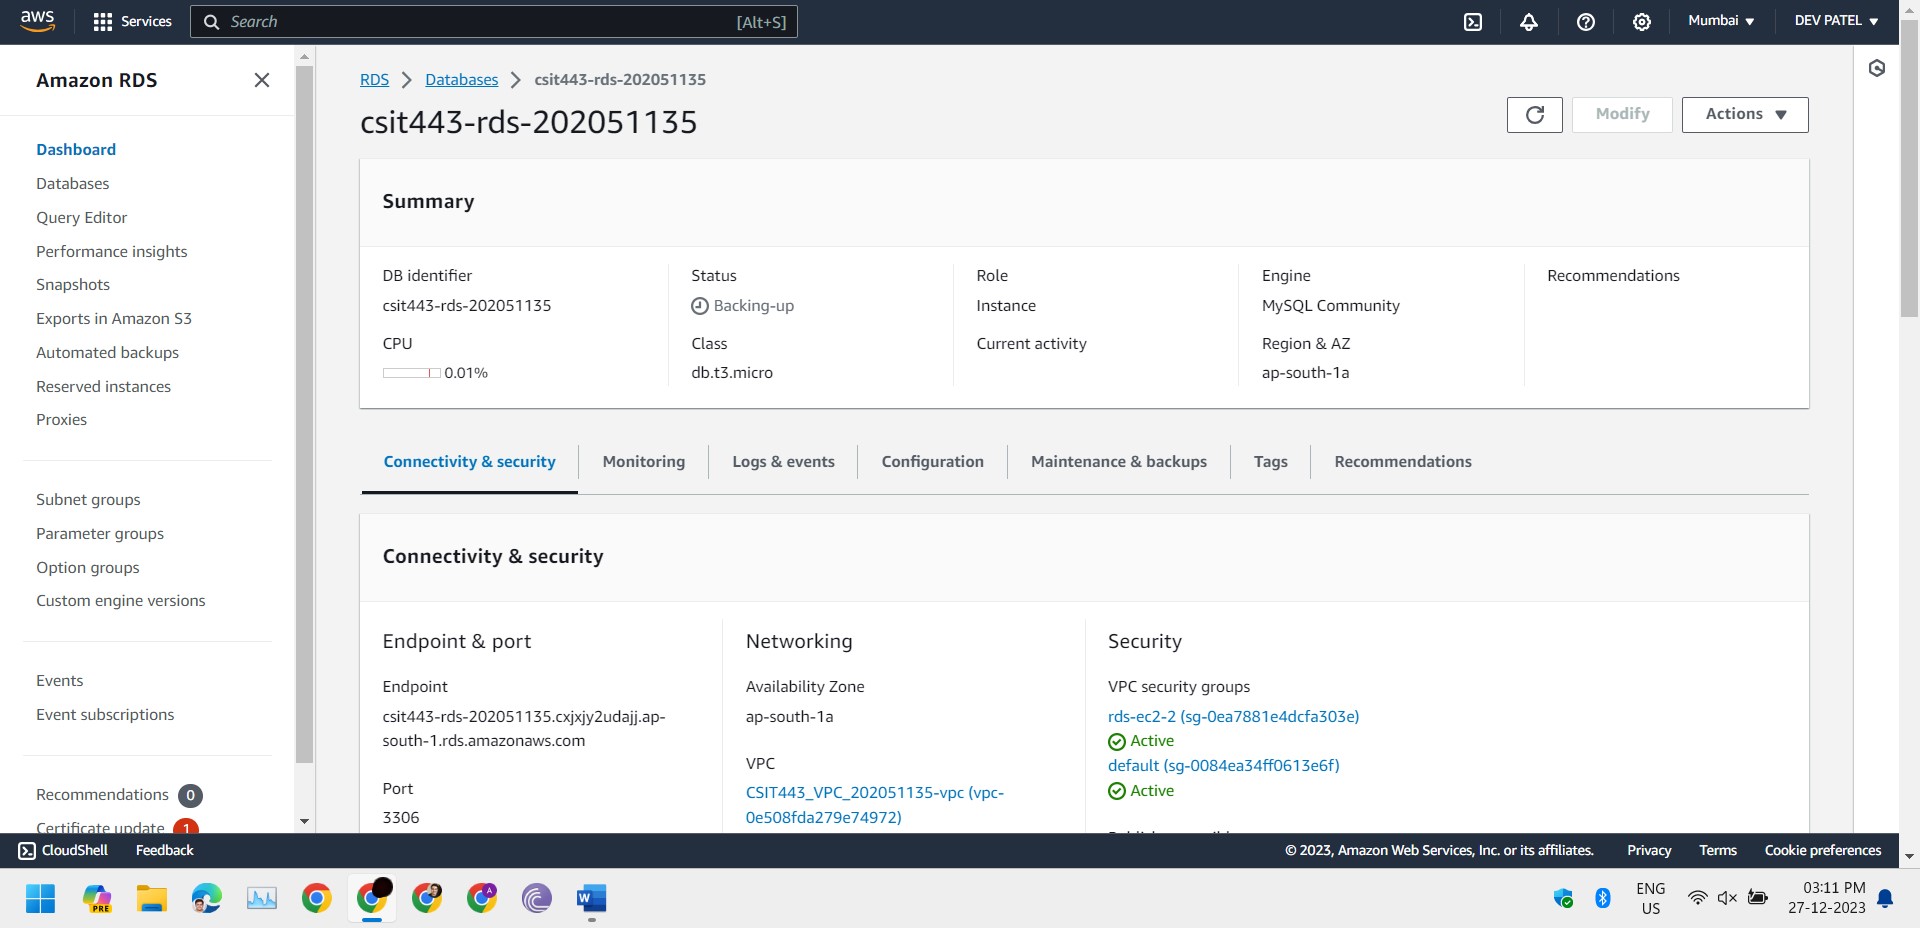 aws
Services
Search
[Alt+S]
Mumbai ▼
DEV PATEL ▼
Amazon RDS
Dashboard
Databases
Query Editor
Performance insights
Snapshots
Exports in Amazon S3
Automated backups
Reserved instances
Proxies
Subnet groups
Parameter groups
Option groups
Custom engine versions
Events
Event subscriptions
Recommendations 0
Certificate update 1
RDS > Databases > csit443-rds-202051135
csit443-rds-202051135
Modify
Actions ▼
Summary
DB identifier
csit443-rds-202051135
CPU
0.01%
Status
Backing-up
Class
db.t3.micro
Role
Instance
Current activity
Engine
MySQL Community
Region & AZ
ap-south-1a
Recommendations
Connectivity & security
Monitoring
Logs & events
Configuration
Maintenance & backups
Tags
Recommendations
Connectivity & security
Endpoint & port
Endpoint
csit443-rds-202051135.cxjxjy2udajj.ap-
south-1.rds.amazonaws.com
Port
3306
Networking
Availability Zone
ap-south-1a
VPC
CSIT443_VPC_202051135-vpc (vpc-
0e508fda279e74972)
Security
VPC security groups
rds-ec2-2 (sg-0ea7881e4dcfa303e)
Active
default (sg-0084ea34ff0613e6f)
Active
CloudShell
Feedback
© 2023, Amazon Web Services, Inc. or its affiliates.
Privacy
Terms
Cookie preferences
PRE
A
W
ENG
US
03:11 PM
27-12-2023